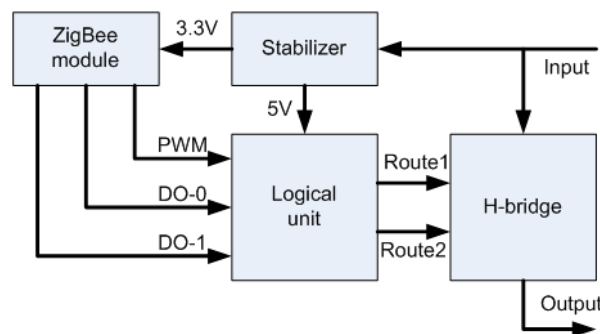 ZigBee
module
3.3V
Stabilizer
Input
5V
PWM
DO-0
DO-1
Logical
unit
Route1
Route2
H-bridge
Output